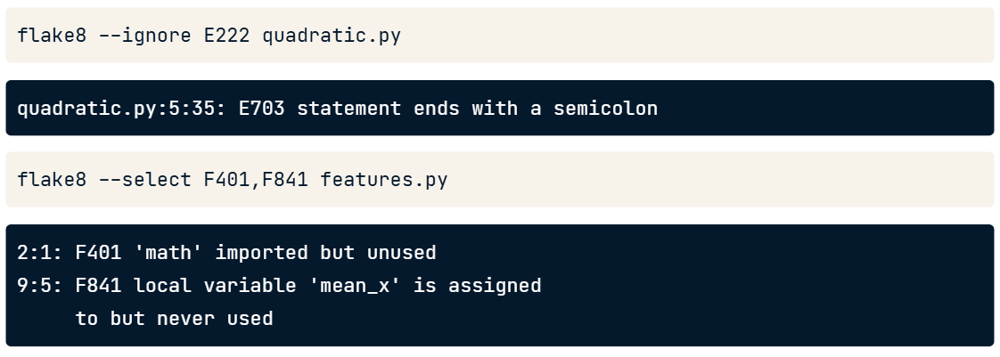 flake8 --ignore E222 quadratic.py
quadratic.py:5:35: E703 statement ends with a semicolon
flake8 --select F401,F841 features.py
2:1: F401 'math' imported but unused
9:5: F841 local variable 'mean_x' is assigned
to but never used